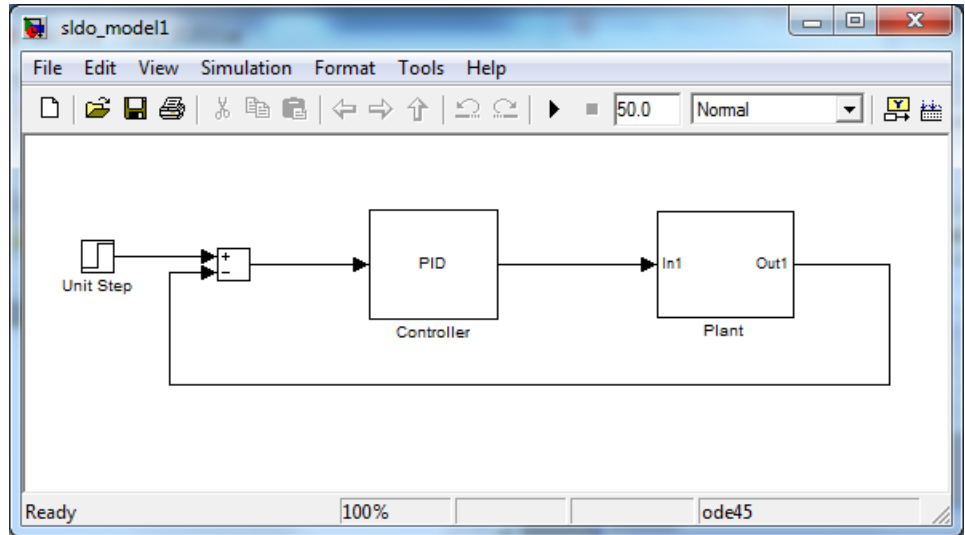 sldo_model1
File Edit View Simulation Format Tools Help
50.0 Normal
+
PID
In1 Out1
−
Unit Step
Controller
Plant
Ready 100% ode45